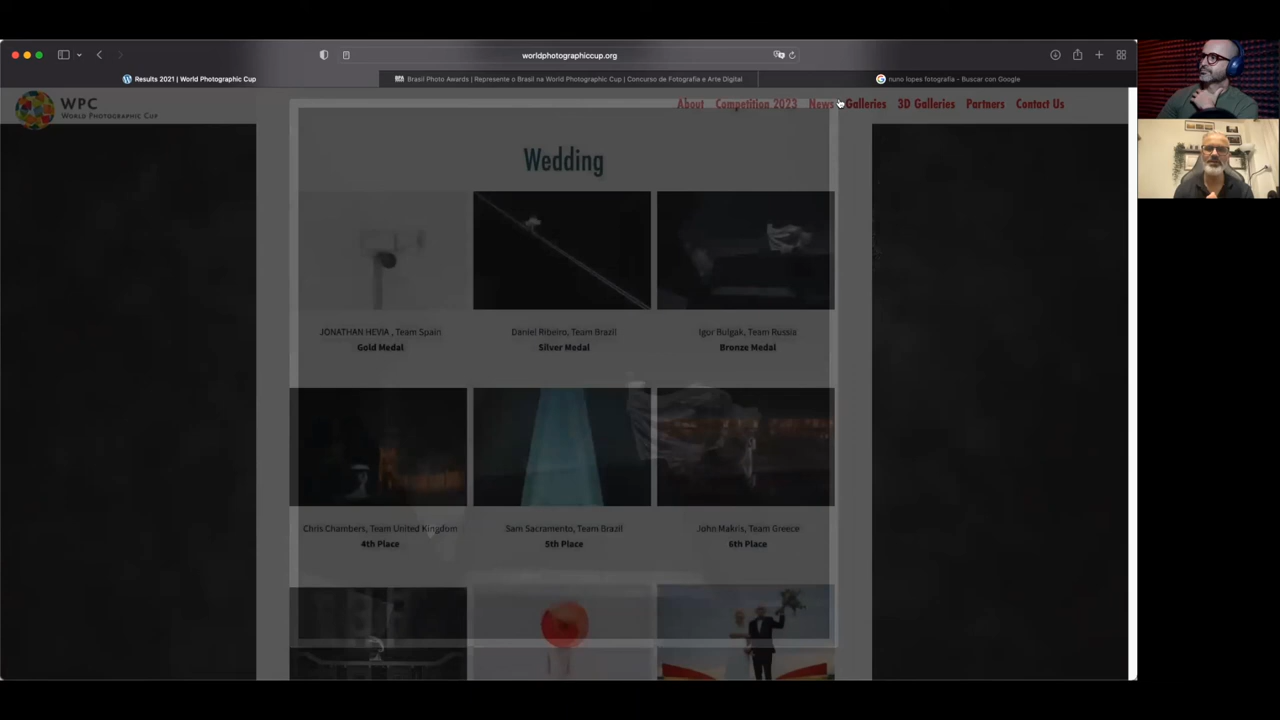 worldphotographiccup.org
Results 2021 | World Photographic Cup
Brasil Photo Awards | Represente o Brasil na World Photographic Cup | Concurso de Fotografia e Arte Digital
nuno lopes fotografia - Buscar con Google
WPC
WORLD PHOTOGRAPHIC CUP
About Competition 2023 News Galleries 3D Galleries Partners Contact Us
Wedding
JONATHAN HEVIA , Team Spain
Gold Medal
Daniel Ribeiro, Team Brazil
Silver Medal
Igor Bulgak, Team Russia
Bronze Medal
Chris Chambers, Team United Kingdom
4th Place
Sam Sacramento, Team Brazil
5th Place
John Makris, Team Greece
6th Place